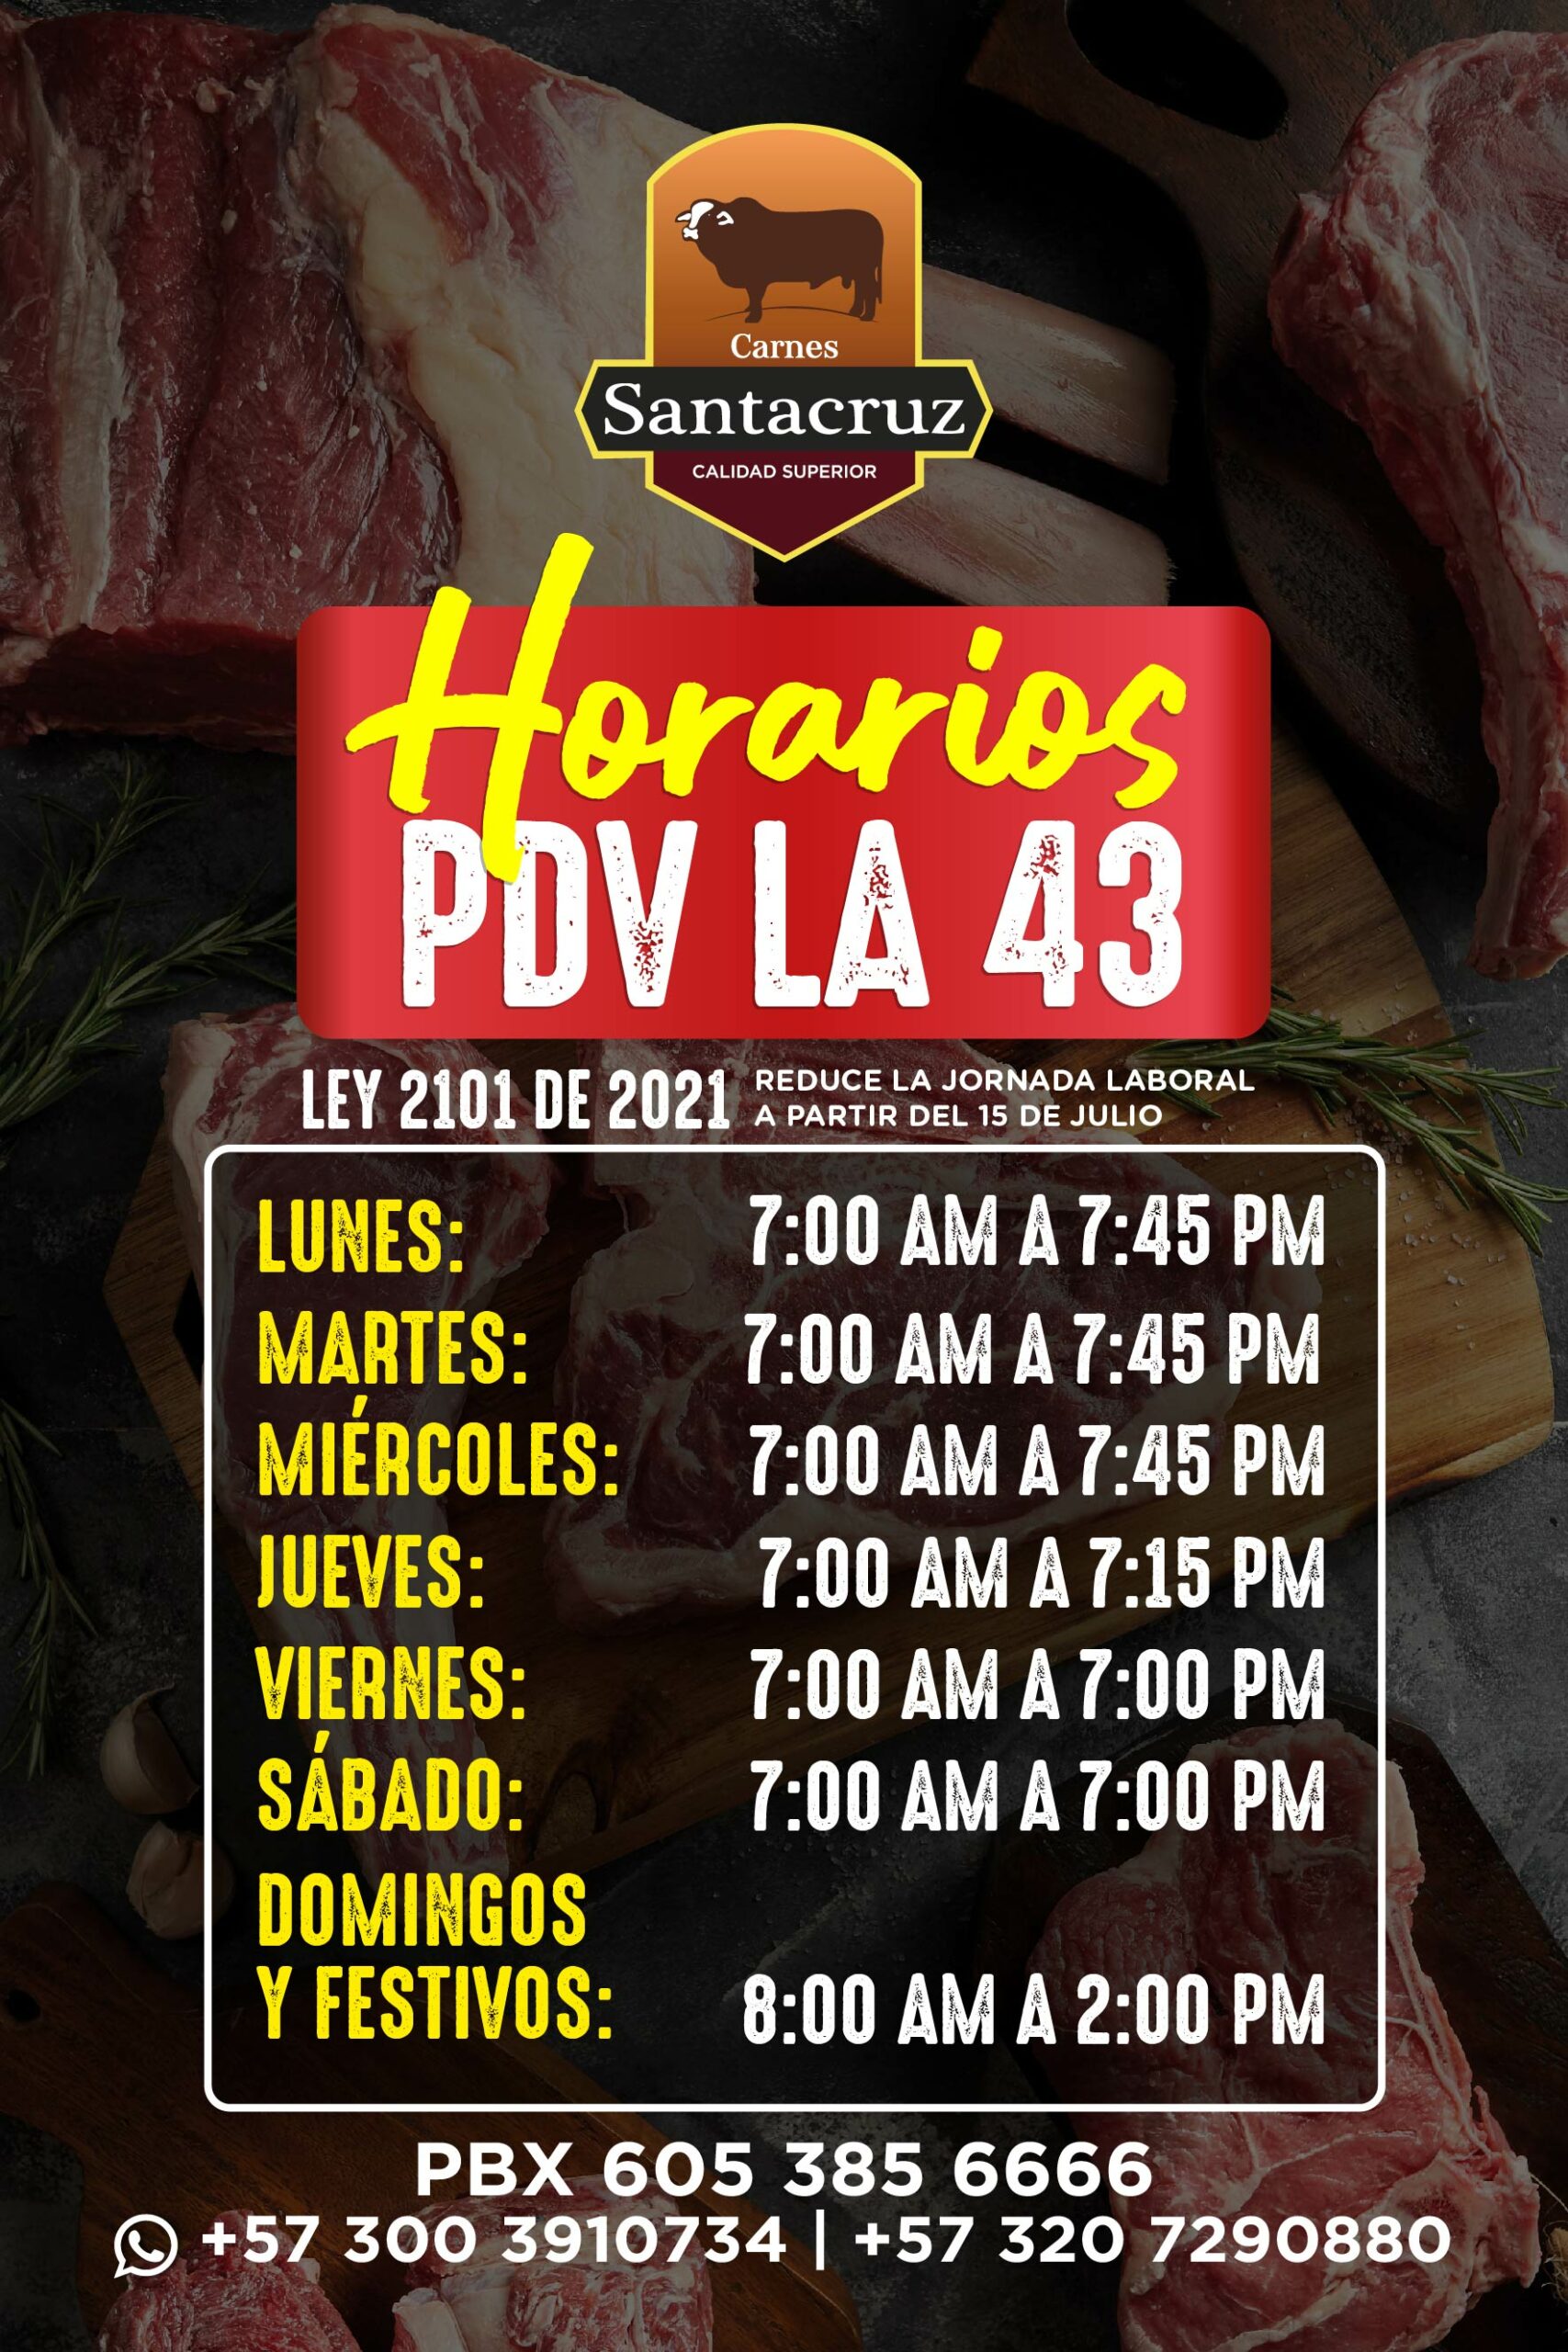 Carnes
Santacruz
CALIDAD SUPERIOR
Horarios
PDV LA 43
LEY 2101 DE 2021 REDUCE LA JORNADA LABORAL
A PARTIR DEL 15 DE JULIO
LUNES: 7:00 AM A 7:45 PM
MARTES: 7:00 AM A 7:45 PM
MIÉRCOLES: 7:00 AM A 7:45 PM
JUEVES: 7:00 AM A 7:15 PM
VIERNES: 7:00 AM A 7:00 PM
SÁBADO: 7:00 AM A 7:00 PM
DOMINGOS
Y FESTIVOS: 8:00 AM A 2:00 PM
PBX 605 385 6666
+57 300 3910734 | +57 320 7290880